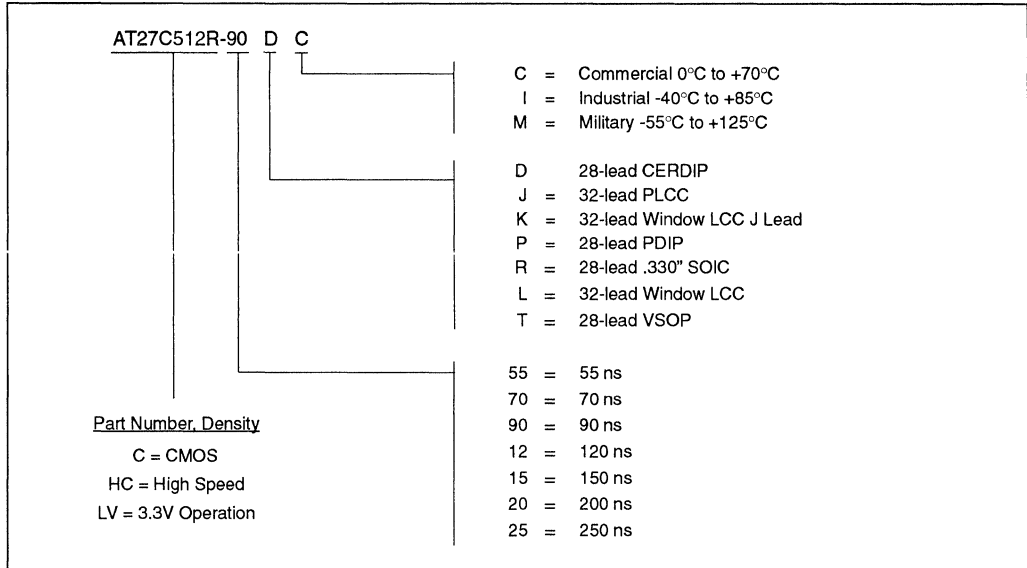 AT27C512R-90 D C
C = Commercial 0°C to +70°C
I = Industrial -40°C to +85°C
M = Military -55°C to +125°C
D 28-lead CERDIP
J = 32-lead PLCC
K = 32-lead Window LCC J Lead
P = 28-lead PDIP
R = 28-lead .330" SOIC
L = 32-lead Window LCC
T = 28-lead VSOP
55 = 55 ns
70 = 70 ns
90 = 90 ns
12 = 120 ns
15 = 150 ns
20 = 200 ns
25 = 250 ns
Part Number, Density
C = CMOS
HC = High Speed
LV = 3.3V Operation